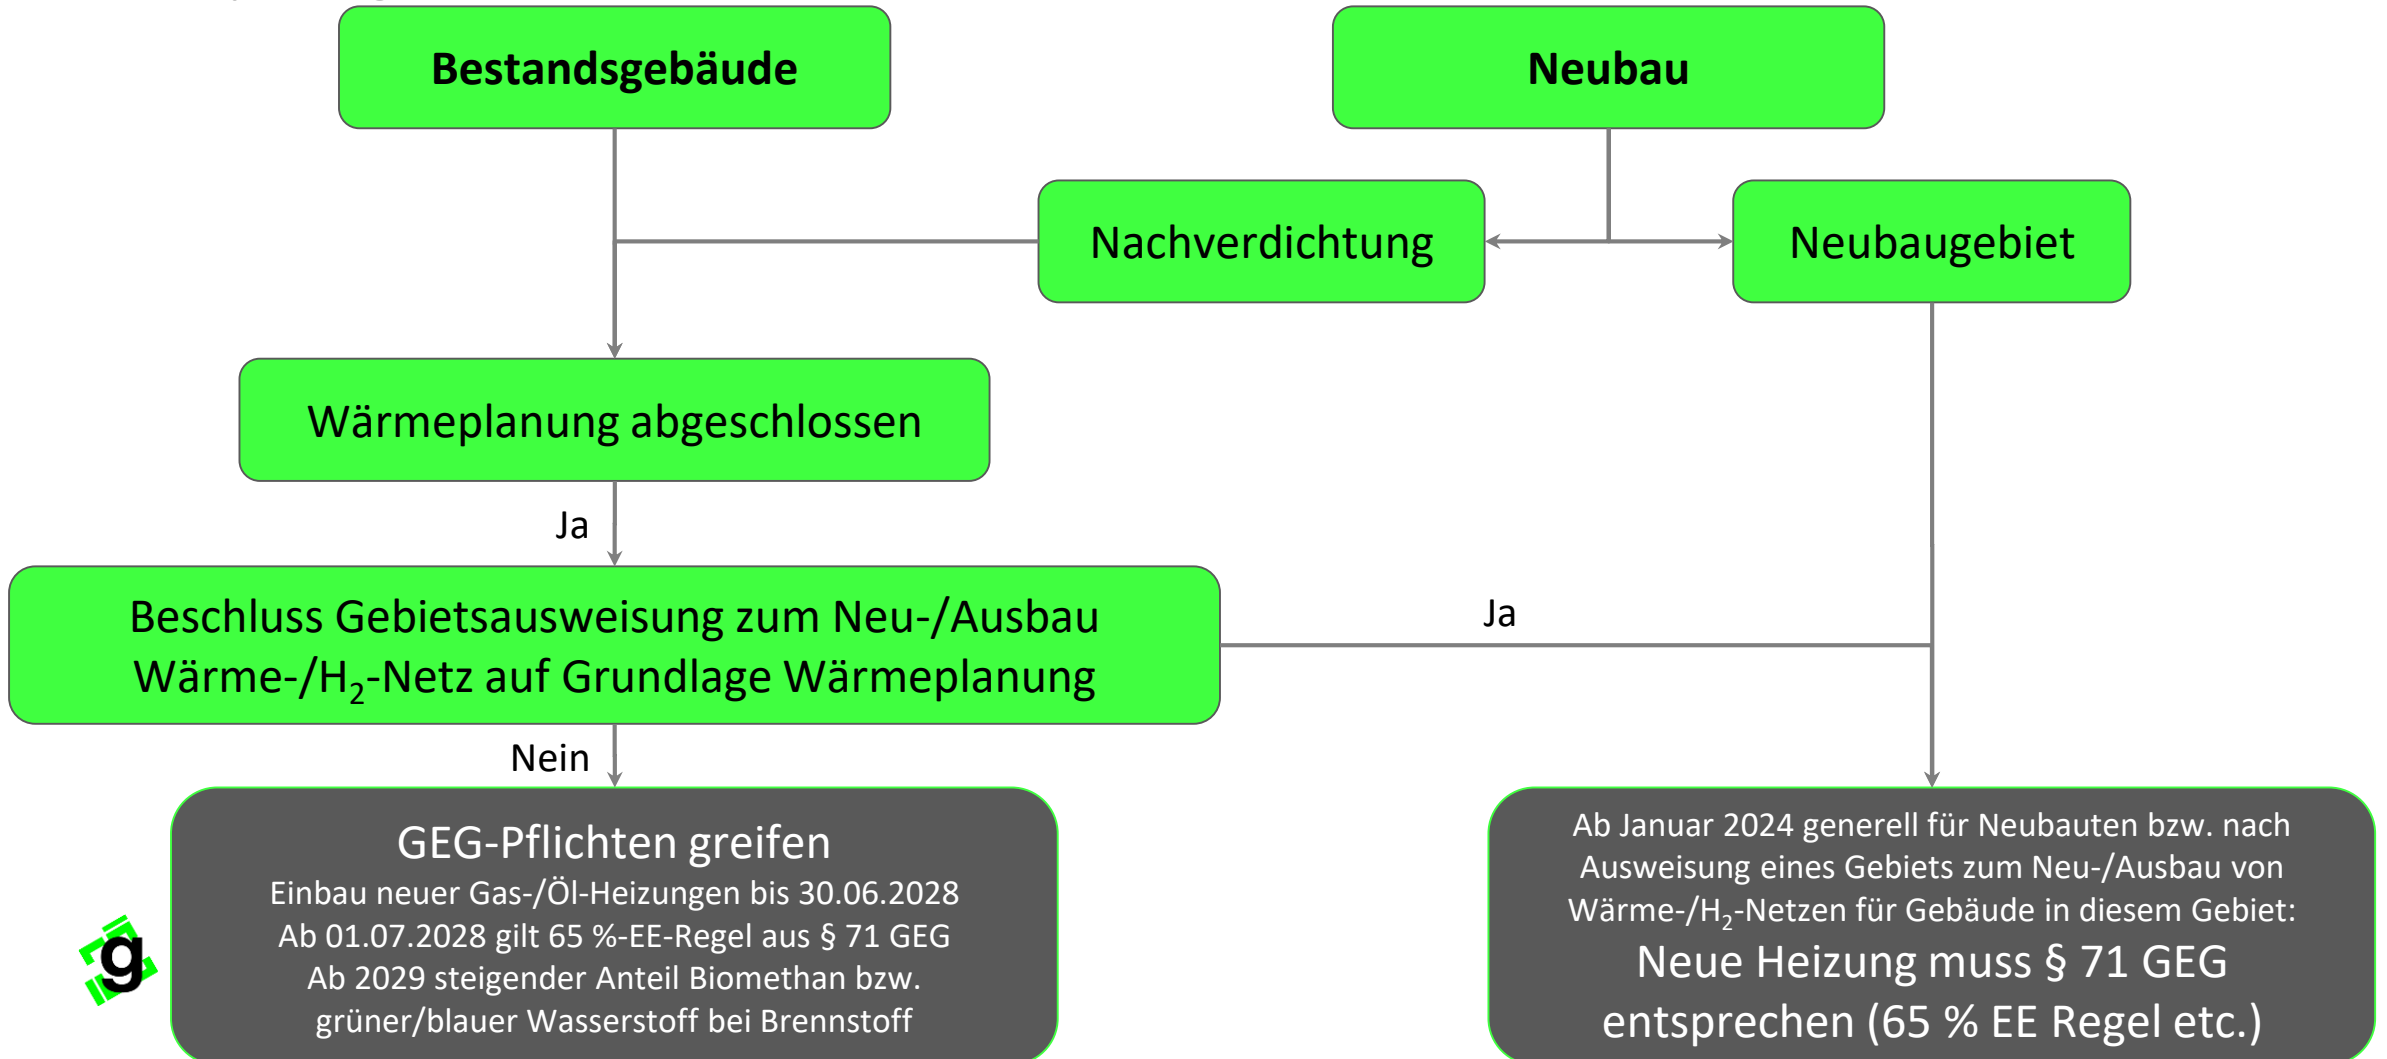 Bestandsgebäude
Neubau
Nachverdichtung
Neubaugebiet
Wärmeplanung abgeschlossen
Ja
Beschluss Gebietsausweisung zum Neu-/Ausbau
Wärme-/H₂-Netz auf Grundlage Wärmeplanung
Ja
Nein
GEG-Pflichten greifen
Einbau neuer Gas-/Öl-Heizungen bis 30.06.2028
Ab 01.07.2028 gilt 65 %-EE-Regel aus § 71 GEG
Ab 2029 steigender Anteil Biomethan bzw.
grüner/blauer Wasserstoff bei Brennstoff
Ab Januar 2024 generell für Neubauten bzw. nach
Ausweisung eines Gebiets zum Neu-/Ausbau von
Wärme-/H₂-Netzen für Gebäude in diesem Gebiet:
Neue Heizung muss § 71 GEG
entsprechen (65 % EE Regel etc.)
g